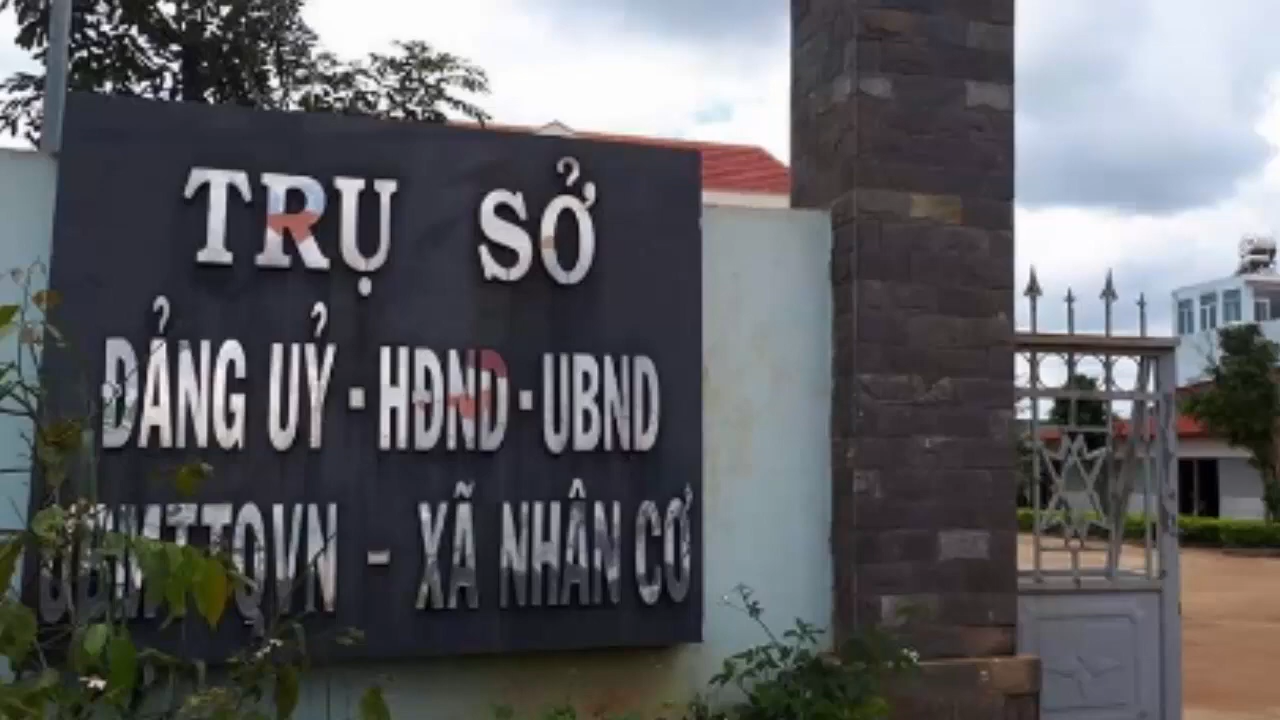 TRỤ SỞ
ĐẢNG UỶ - HĐND - UBND
UBMTTQVN - XÃ NHÂN CƠ